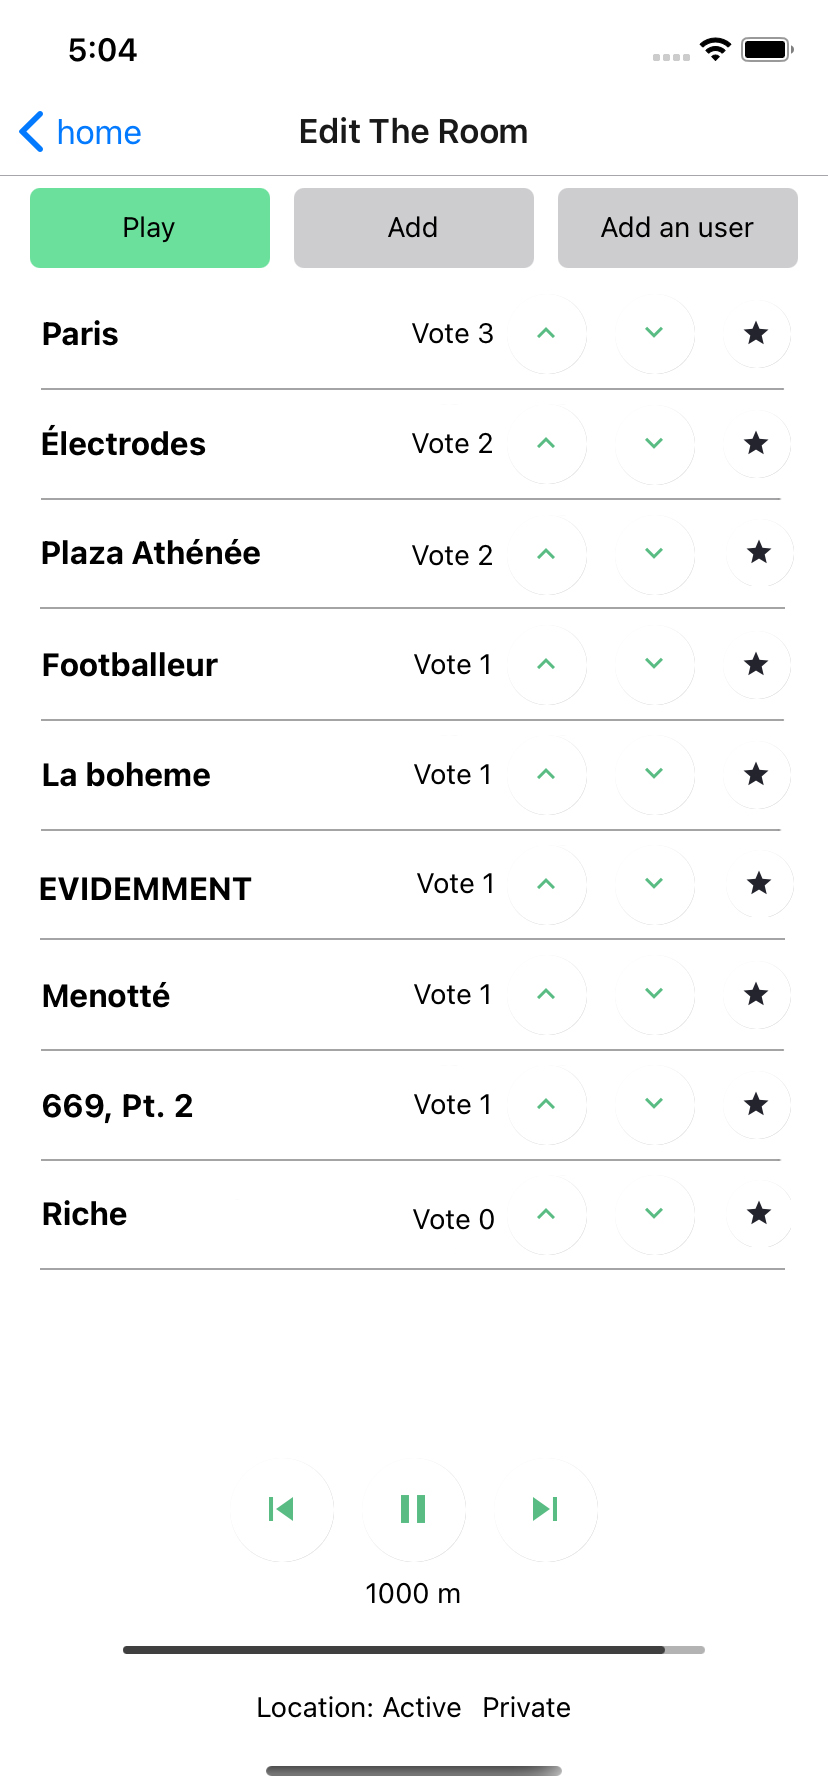 5:04
home Edit The Room
Play Add Add an user
Paris Vote 3
Électrodes Vote 2
Plaza Athénée Vote 2
Footballeur Vote 1
La boheme Vote 1
EVIDEMMENT Vote 1
Menotté Vote 1
669, Pt. 2 Vote 1
Riche Vote 0
1000 m
Location: Active Private